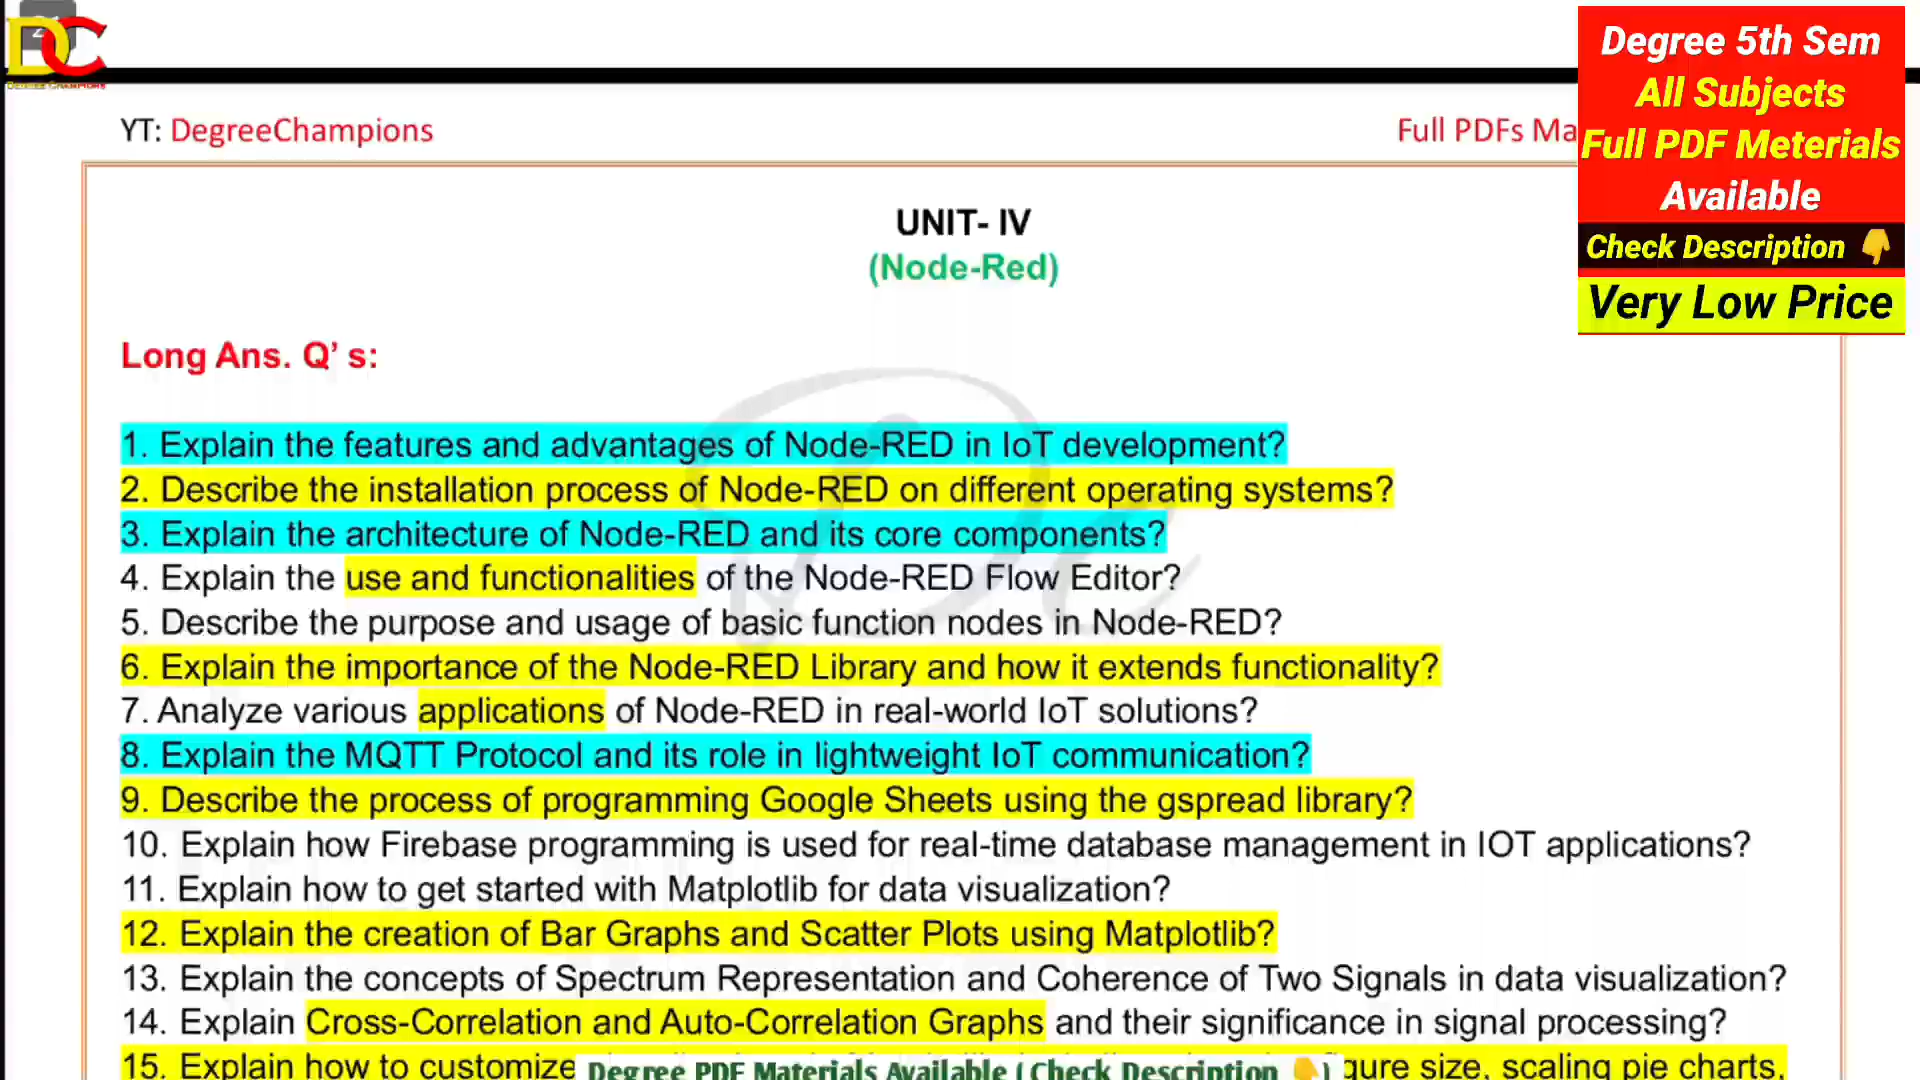 DC
DEGREE CHAMPIONS
Degree 5th Sem
All Subjects
Full PDF Meterials
Available
Check Description
Very Low Price
YT: DegreeChampions
Full PDFs Ma
UNIT- IV
(Node-Red)
Long Ans. Q' s:
1. Explain the features and advantages of Node-RED in IoT development?
2. Describe the installation process of Node-RED on different operating systems?
3. Explain the architecture of Node-RED and its core components?
4. Explain the use and functionalities of the Node-RED Flow Editor?
5. Describe the purpose and usage of basic function nodes in Node-RED?
6. Explain the importance of the Node-RED Library and how it extends functionality?
7. Analyze various applications of Node-RED in real-world IoT solutions?
8. Explain the MQTT Protocol and its role in lightweight IoT communication?
9. Describe the process of programming Google Sheets using the gspread library?
10. Explain how Firebase programming is used for real-time database management in IOT applications?
11. Explain how to get started with Matplotlib for data visualization?
12. Explain the creation of Bar Graphs and Scatter Plots using Matplotlib?
13. Explain the concepts of Spectrum Representation and Coherence of Two Signals in data visualization?
14. Explain Cross-Correlation and Auto-Correlation Graphs and their significance in signal processing?
15. Explain how to customize gure size, scaling pie charts,
Degree PDF Materials Available ( Check Description )